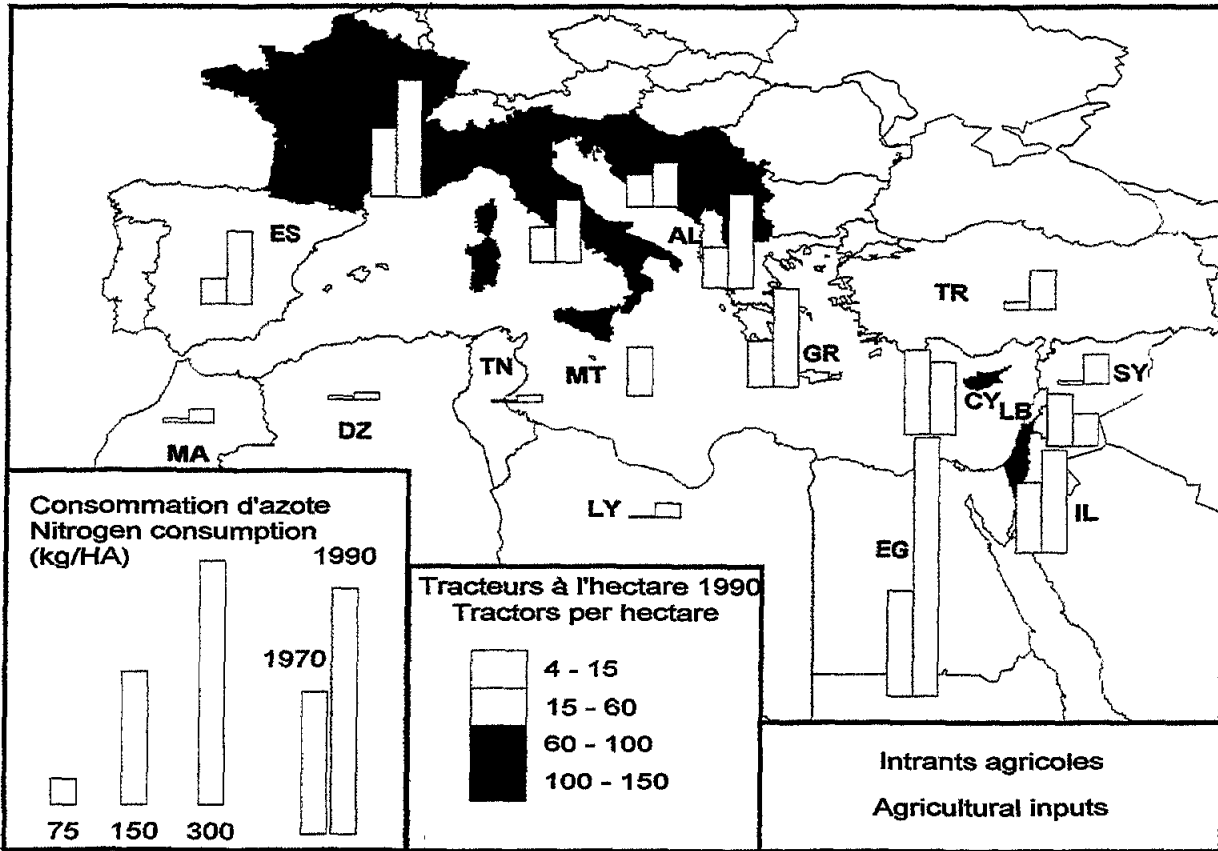 ES
AL
TR
TN
MT
GR
SY
CY
LB
MA
DZ
LY
EG
IL
Consommation d'azote
Nitrogen consumption
(kg/HA)
1990
1970
75 150 300
Tracteurs à l'hectare 1990
Tractors per hectare
4 - 15
15 - 60
60 - 100
100 - 150
Intrants agricoles
Agricultural inputs